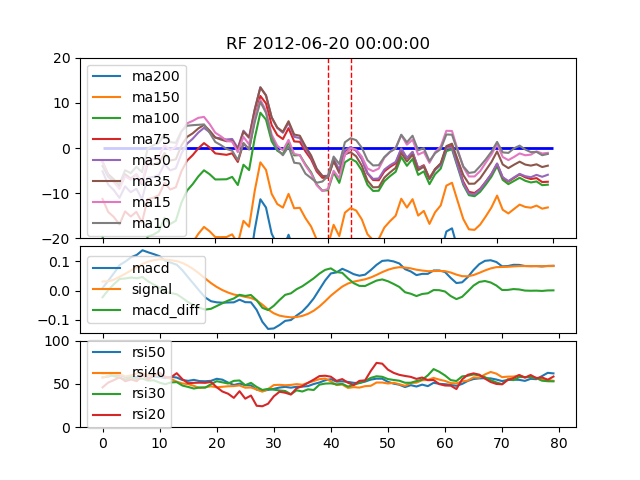 RF 2012-06-20 00:00:00
20
10
0
−10
−20
ma200
ma150
ma100
ma75
ma50
ma35
ma15
ma10
0.1
0.0
−0.1
macd
signal
macd_diff
100
50
0
rsi50
rsi40
rsi30
rsi20
0 10 20 30 40 50 60 70 80